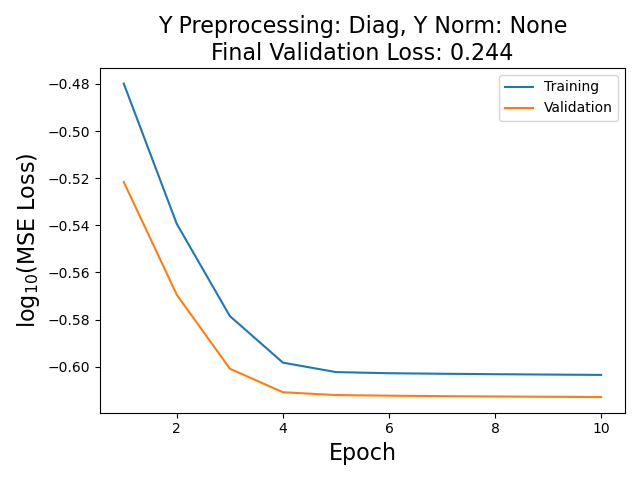 Y Preprocessing: Diag, Y Norm: None
Final Validation Loss: 0.244
Training
Validation
−0.48
−0.50
−0.52
−0.54
−0.56
−0.58
−0.60
log₁₀(MSE Loss)
2
4
6
8
10
Epoch